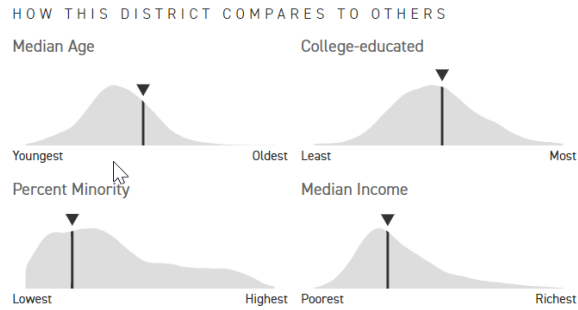 HOW THIS DISTRICT COMPARES TO OTHERS
Median Age
College-educated
Youngest Oldest
Least Most
Percent Minority
Median Income
Lowest Highest
Poorest Richest